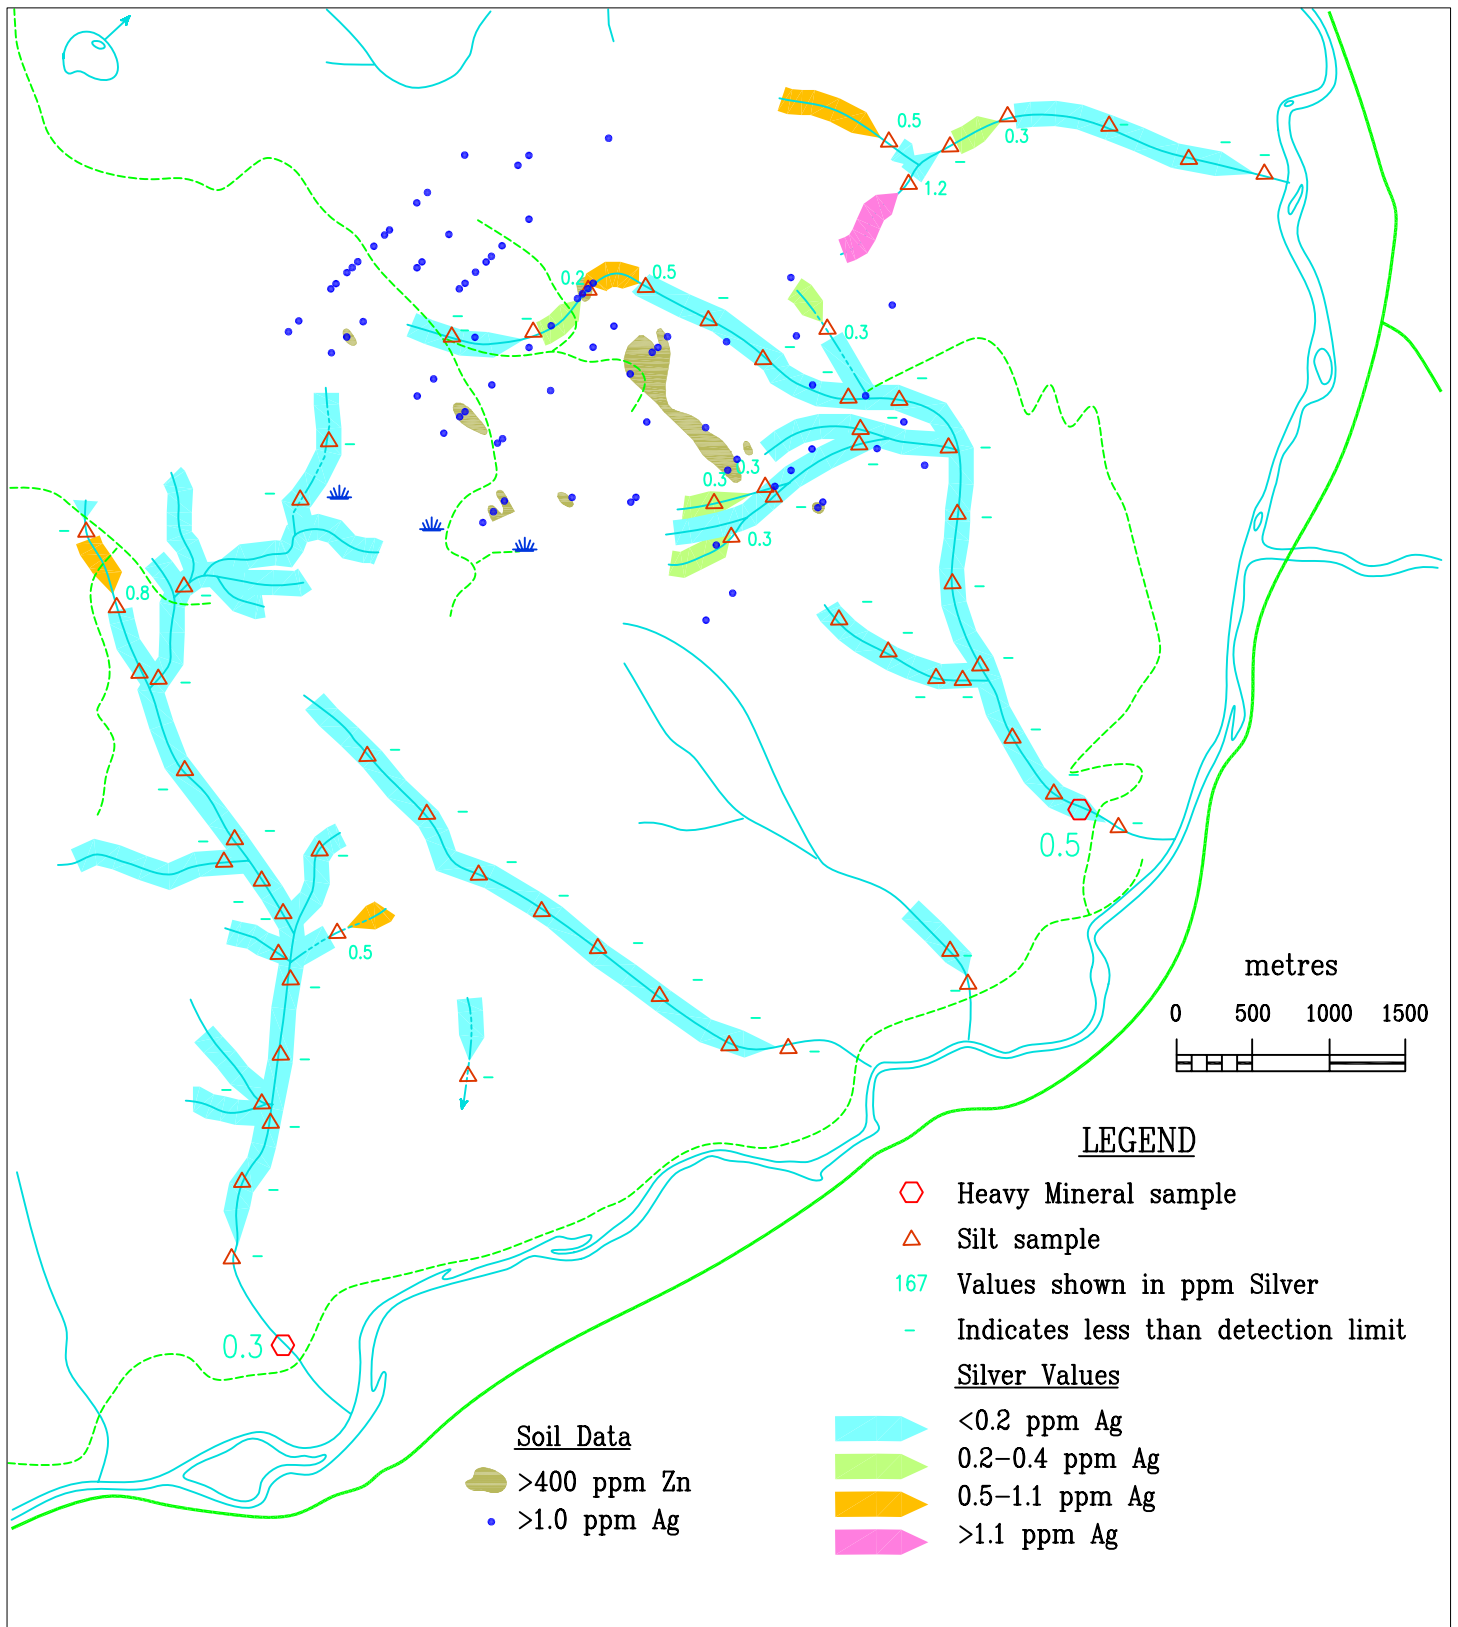 0.5
0.3
1.2
0.2
0.5
0.3
0.3
0.3
0.3
0.8
0.5
0.5
0.3
metres
0 500 1000 1500
LEGEND
Heavy Mineral sample
Silt sample
167 Values shown in ppm Silver
– Indicates less than detection limit
Silver Values
<0.2 ppm Ag
0.2–0.4 ppm Ag
0.5–1.1 ppm Ag
>1.1 ppm Ag
Soil Data
>400 ppm Zn
>1.0 ppm Ag